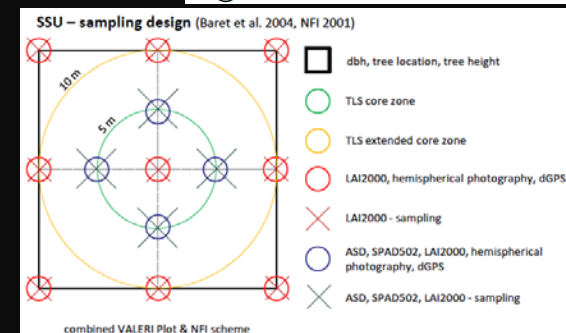 SSU – sampling design (Baret et al. 2004, NFI 2001)
10 m
5 m
dbh, tree location, tree height
TLS core zone
TLS extended core zone
LAI2000, hemispherical photography, dGPS
LAI2000 - sampling
ASD, SPAD502, LAI2000, hemispherical
photography, dGPS
ASD, SPAD502, LAI2000 - sampling
combined VALERI Plot & NFI scheme